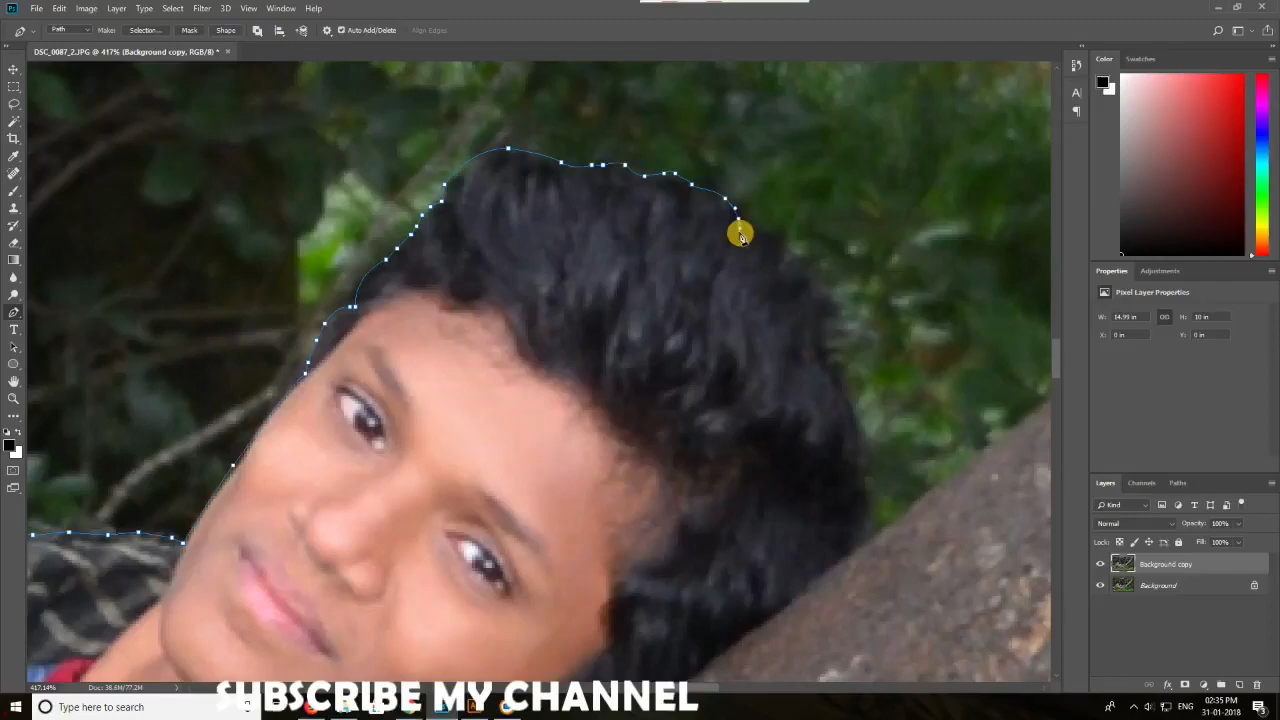 File Edit Image Layer Type Select Filter 3D View Window Help
Path Make: Selection... Mask Shape Auto Add/Delete Align Edges
DSC_0087_2.JPG @ 417% (Background copy, RGB/8) * ×
Color Swatches
Properties Adjustments
Pixel Layer Properties
W: 14.99 in H: 10 in
X: 0 in Y: 0 in
Layers Channels Paths
Kind
Normal Opacity: 100%
Lock: Fill: 100%
Background copy
Background
417.14% Doc: 38.6M/77.2M
SUBSCRIBE MY CHANNEL
Type here to search
ENG 02:35 PM
31-01-2018